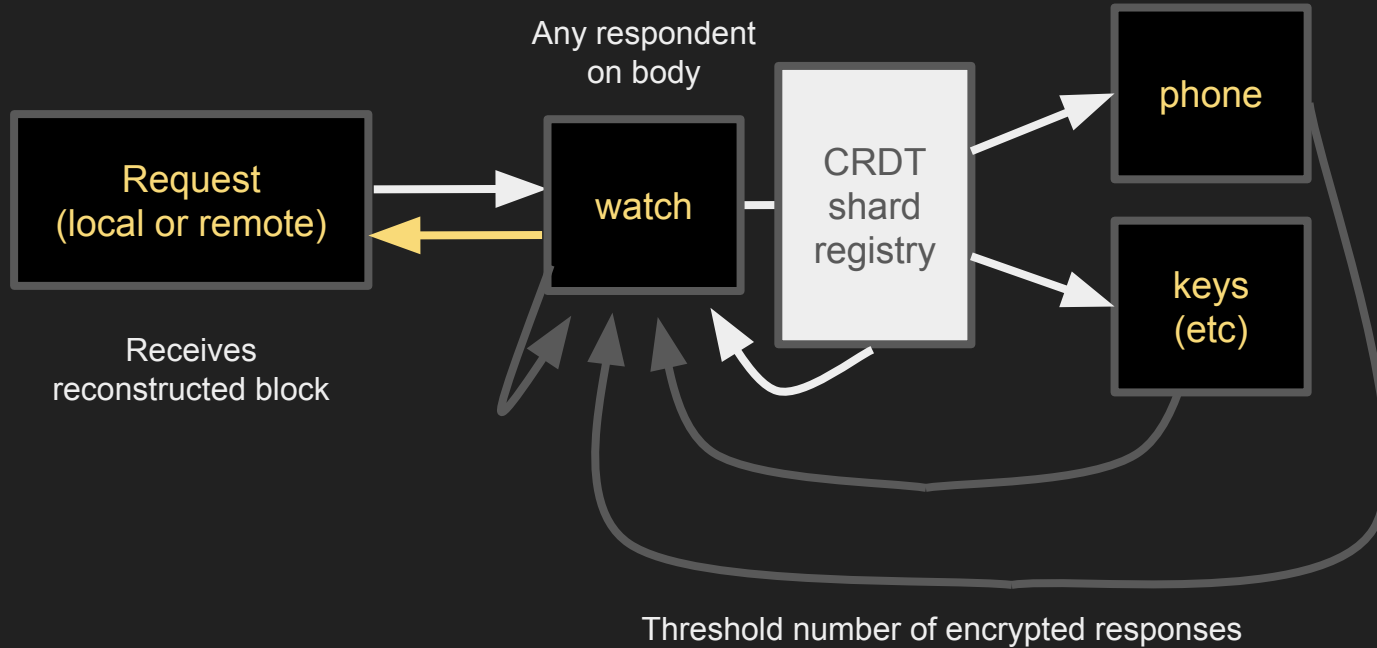 Any respondent
on body
Request
(local or remote)
watch
CRDT
shard
registry
phone
keys
(etc)
Receives
reconstructed block
Threshold number of encrypted responses